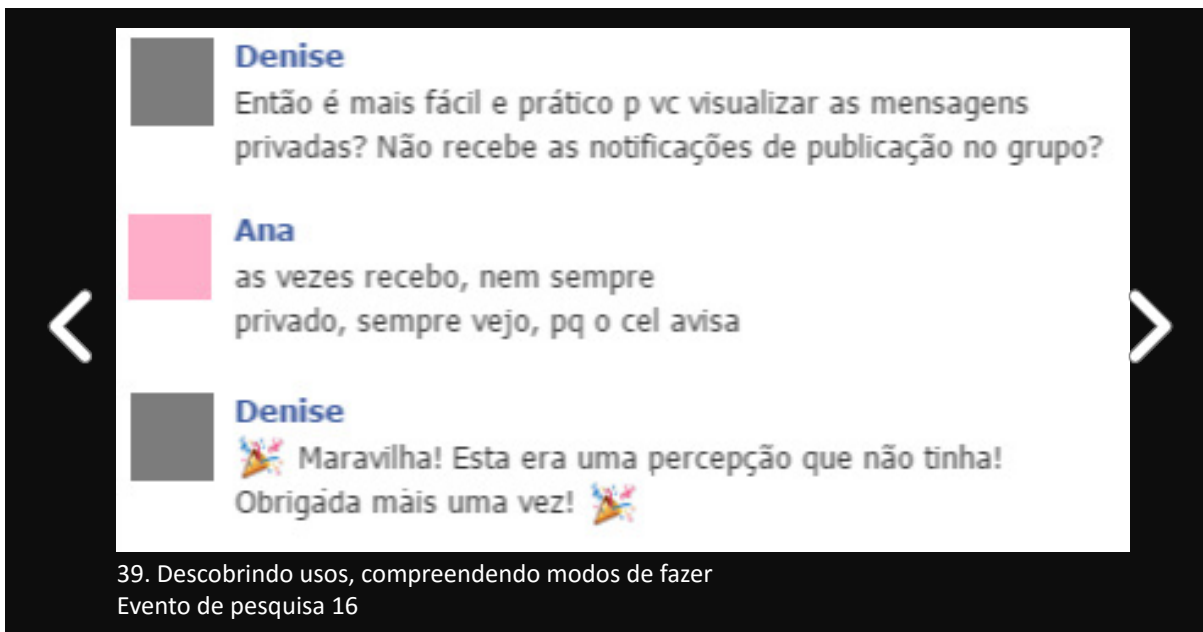 Denise
Então é mais fácil e prático p vc visualizar as mensagens
privadas? Não recebe as notificações de publicação no grupo?
Ana
as vezes recebo, nem sempre
privado, sempre vejo, pq o cel avisa
Denise
🎉 Maravilha! Esta era uma percepção que não tinha!
Obrigada mais uma vez! 🎉
39. Descobrindo usos, compreendendo modos de fazer
Evento de pesquisa 16